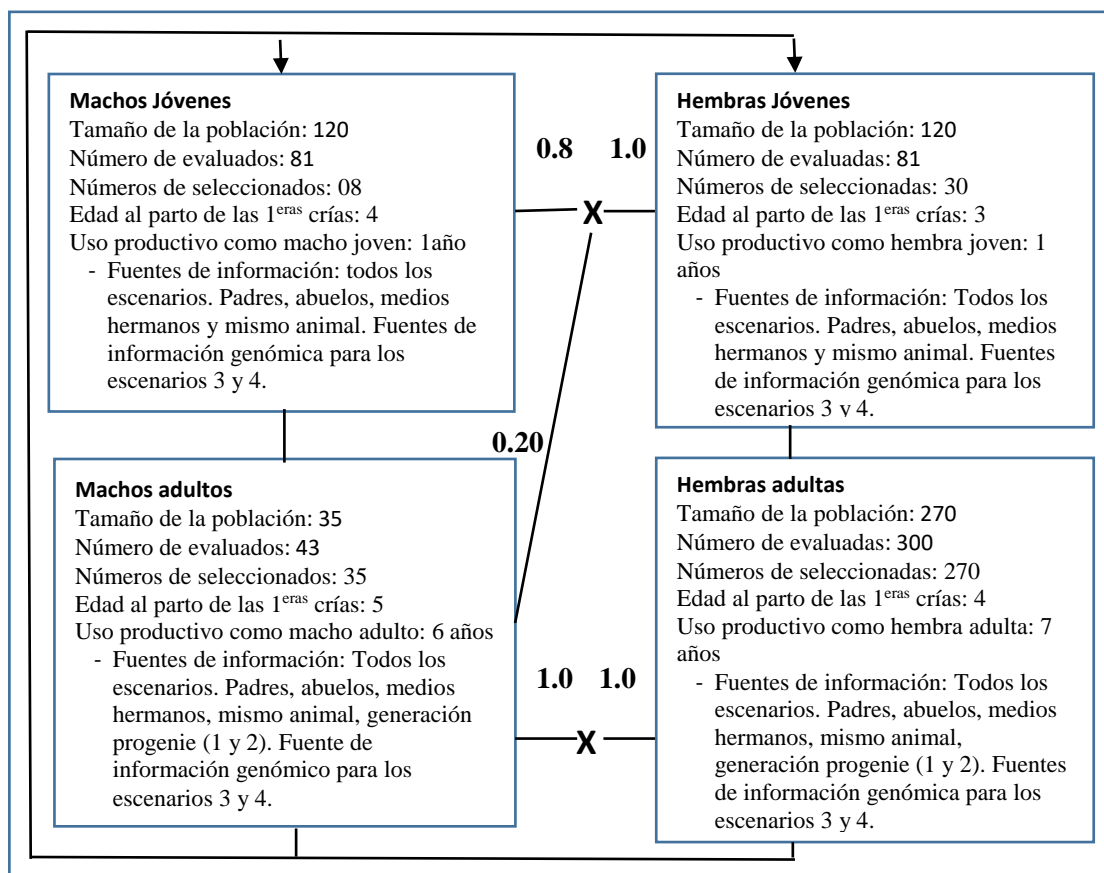 Machos Jóvenes
Tamaño de la población: 120
Número de evaluados: 81
Números de seleccionados: 08
Edad al parto de las 1eras crías: 4
Uso productivo como macho joven: 1año
- Fuentes de información: todos los
escenarios. Padres, abuelos, medios
hermanos y mismo animal. Fuentes de
información genómica para los
escenarios 3 y 4.
0.8 1.0
X
Hembras Jóvenes
Tamaño de la población: 120
Número de evaluadas: 81
Números de seleccionadas: 30
Edad al parto de las 1eras crías: 3
Uso productivo como hembra joven: 1
años
- Fuentes de información: Todos los
escenarios. Padres, abuelos, medios
hermanos y mismo animal. Fuentes
de información genómica para los
escenarios 3 y 4.
0.20
Machos adultos
Tamaño de la población: 35
Número de evaluados: 43
Números de seleccionados: 35
Edad al parto de las 1eras crías: 5
Uso productivo como macho adulto: 6 años
- Fuentes de información: Todos los
escenarios. Padres, abuelos, medios
hermanos, mismo animal, generación
progenie (1 y 2). Fuente de
información genómico para los
escenarios 3 y 4.
1.0 1.0
X
Hembras adultas
Tamaño de la población: 270
Número de evaluadas: 300
Números de seleccionadas: 270
Edad al parto de las 1eras crías: 4
Uso productivo como hembra adulta: 7
años
- Fuentes de información: Todos los
escenarios. Padres, abuelos, medios
hermanos, mismo animal,
generación progenie (1 y 2). Fuentes
de información genómica para los
escenarios 3 y 4.